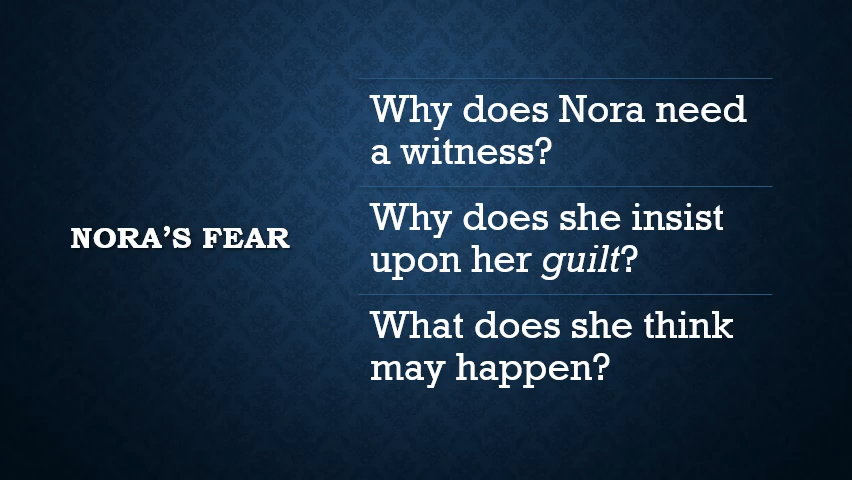 NORA'S FEAR
Why does Nora need
a witness?
Why does she insist
upon her guilt?
What does she think
may happen?